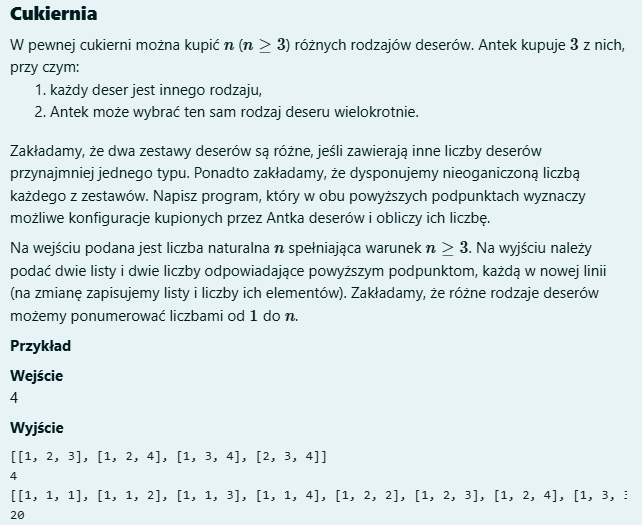 Cukiernia
W pewnej cukierni można kupić n (n ≥ 3) różnych rodzajów deserów. Antek kupuje 3 z nich,
przy czym:
1. każdy deser jest innego rodzaju,
2. Antek może wybrać ten sam rodzaj deseru wielokrotnie.
Zakładamy, że dwa zestawy deserów są różne, jeśli zawierają inne liczby deserów
przynajmniej jednego typu. Ponadto zakładamy, że dysponujemy nieoganiczoną liczbą
każdego z zestawów. Napisz program, który w obu powyższych podpunktach wyznaczy
możliwe konfiguracje kupionych przez Antka deserów i obliczy ich liczbę.
Na wejściu podana jest liczba naturalna n spełniająca warunek n ≥ 3. Na wyjściu należy
podać dwie listy i dwie liczby odpowiadające powyższym podpunktom, każdą w nowej linii
(na zmianę zapisujemy listy i liczby ich elementów). Zakładamy, że różne rodzaje deserów
możemy ponumerować liczbami od 1 do n.
Przykład
Wejście
4
Wyjście
[[1, 2, 3], [1, 2, 4], [1, 3, 4], [2, 3, 4]]
4
[[1, 1, 1], [1, 1, 2], [1, 1, 3], [1, 1, 4], [1, 2, 2], [1, 2, 3], [1, 2, 4], [1, 3, 3
20